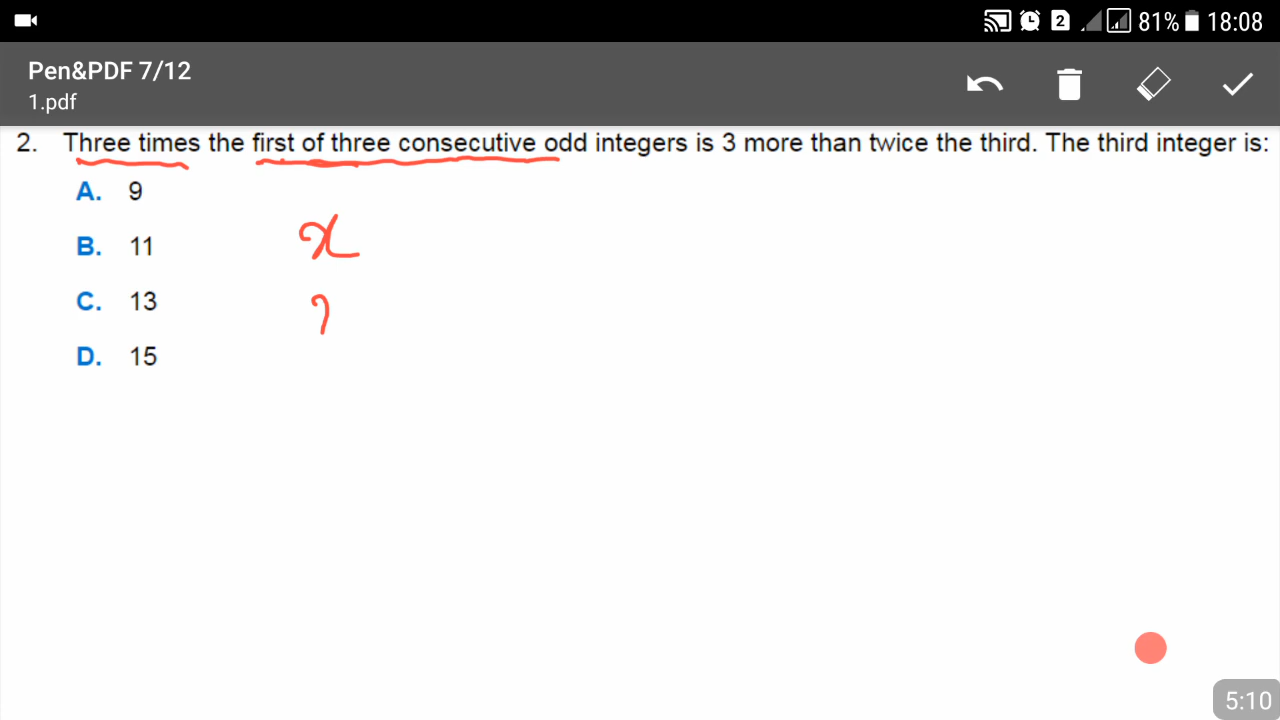 2 81% 18:08
Pen&PDF 7/12
1.pdf
2. Three times the first of three consecutive odd integers is 3 more than twice the third. The third integer is:
A. 9
B. 11
C. 13
D. 15
x
5:10